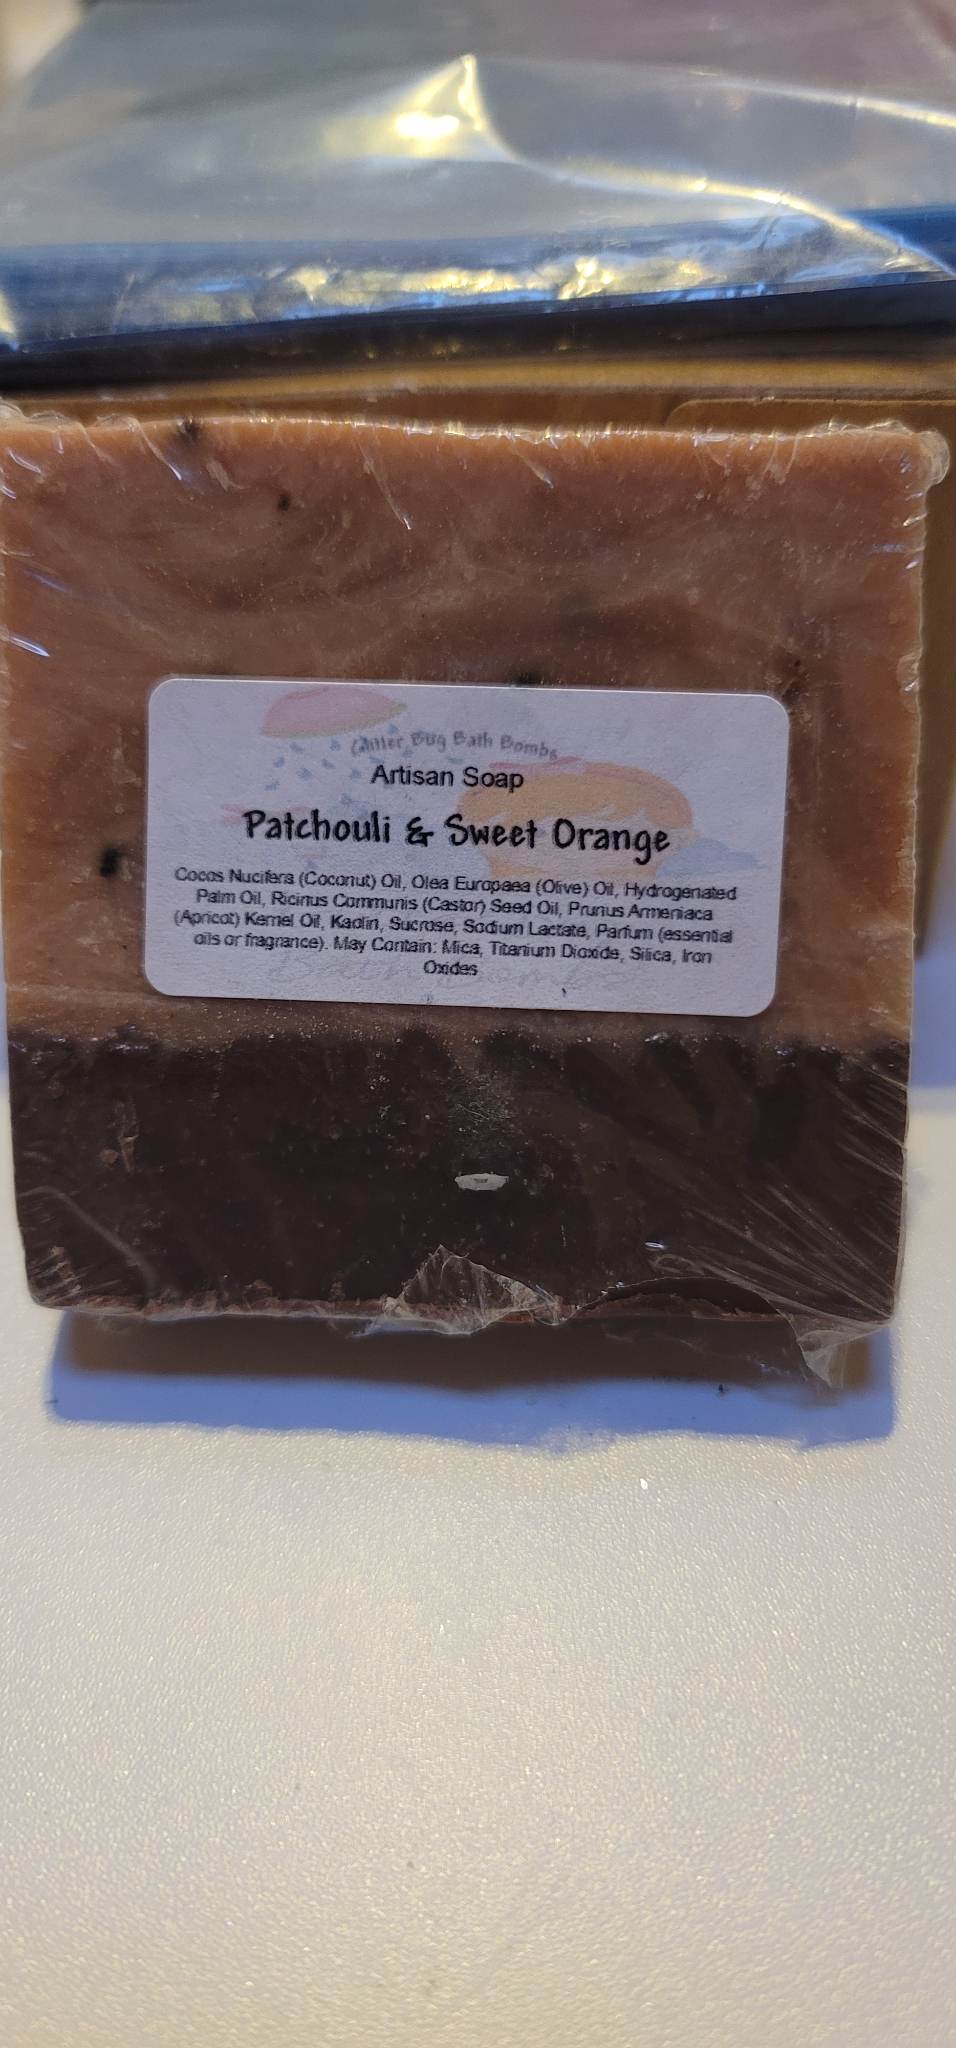 Glitter Bug Bath Bombs
Artisan Soap
Patchouli & Sweet Orange
Cocos Nucifera (Coconut) Oil, Olea Europaea (Olive) Oil, Hydrogenated
Palm Oil, Ricinus Communis (Castor) Seed Oil, Prunus Armeniaca
(Apricot) Kernel Oil, Kaolin, Sucrose, Sodium Lactate, Parfum (essential
oils or fragrance). May Contain: Mica, Titanium Dioxide, Silica, Iron
Oxides